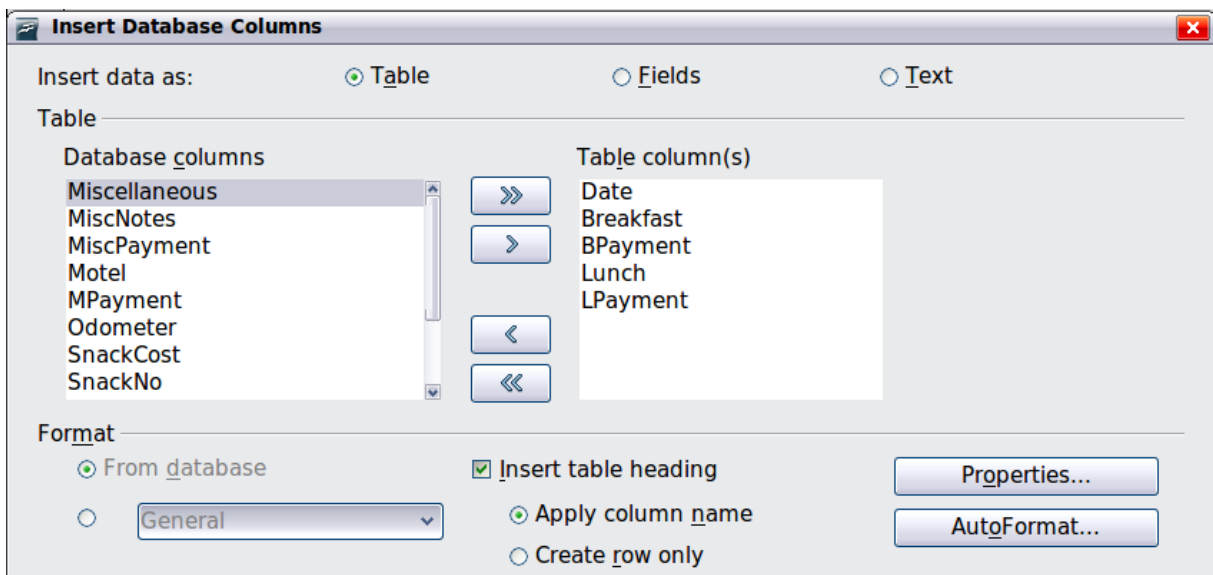 Insert Database Columns
Insert data as: Table Fields Text
Table
Database columns Table column(s)
Miscellaneous Date
MiscNotes Breakfast
MiscPayment BPayment
Motel Lunch
MPayment LPayment
Odometer
SnackCost
SnackNo
Format
From database Insert table heading Properties...
General Apply column name AutoFormat...
Create row only